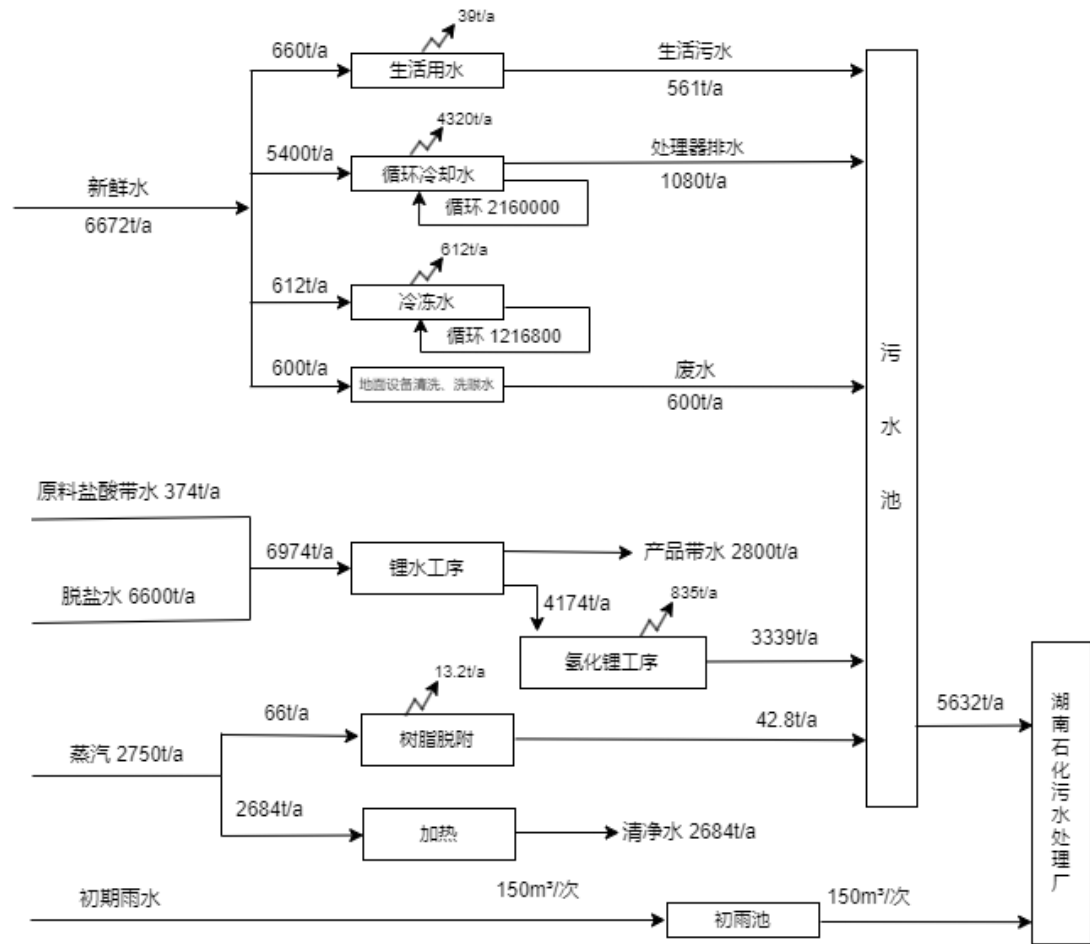 39t/a
660t/a
生活用水
生活污水
561t/a
4320t/a
5400t/a
循环冷却水
处理器排水
1080t/a
循环 2160000
新鲜水
6672t/a
612t/a
612t/a
冷冻水
循环 1216800
600t/a
地面设备清洗、洗眼水
废水
600t/a
污水池
原料盐酸带水 374t/a
6974t/a
锂水工序
产品带水 2800t/a
脱盐水 6600t/a
4174t/a
835t/a
氢化锂工序
3339t/a
13.2t/a
66t/a
树脂脱附
42.8t/a
5632t/a
蒸汽 2750t/a
2684t/a
加热
清净水 2684t/a
湖南石化污水处理厂
初期雨水
150m³/次
初雨池
150m³/次